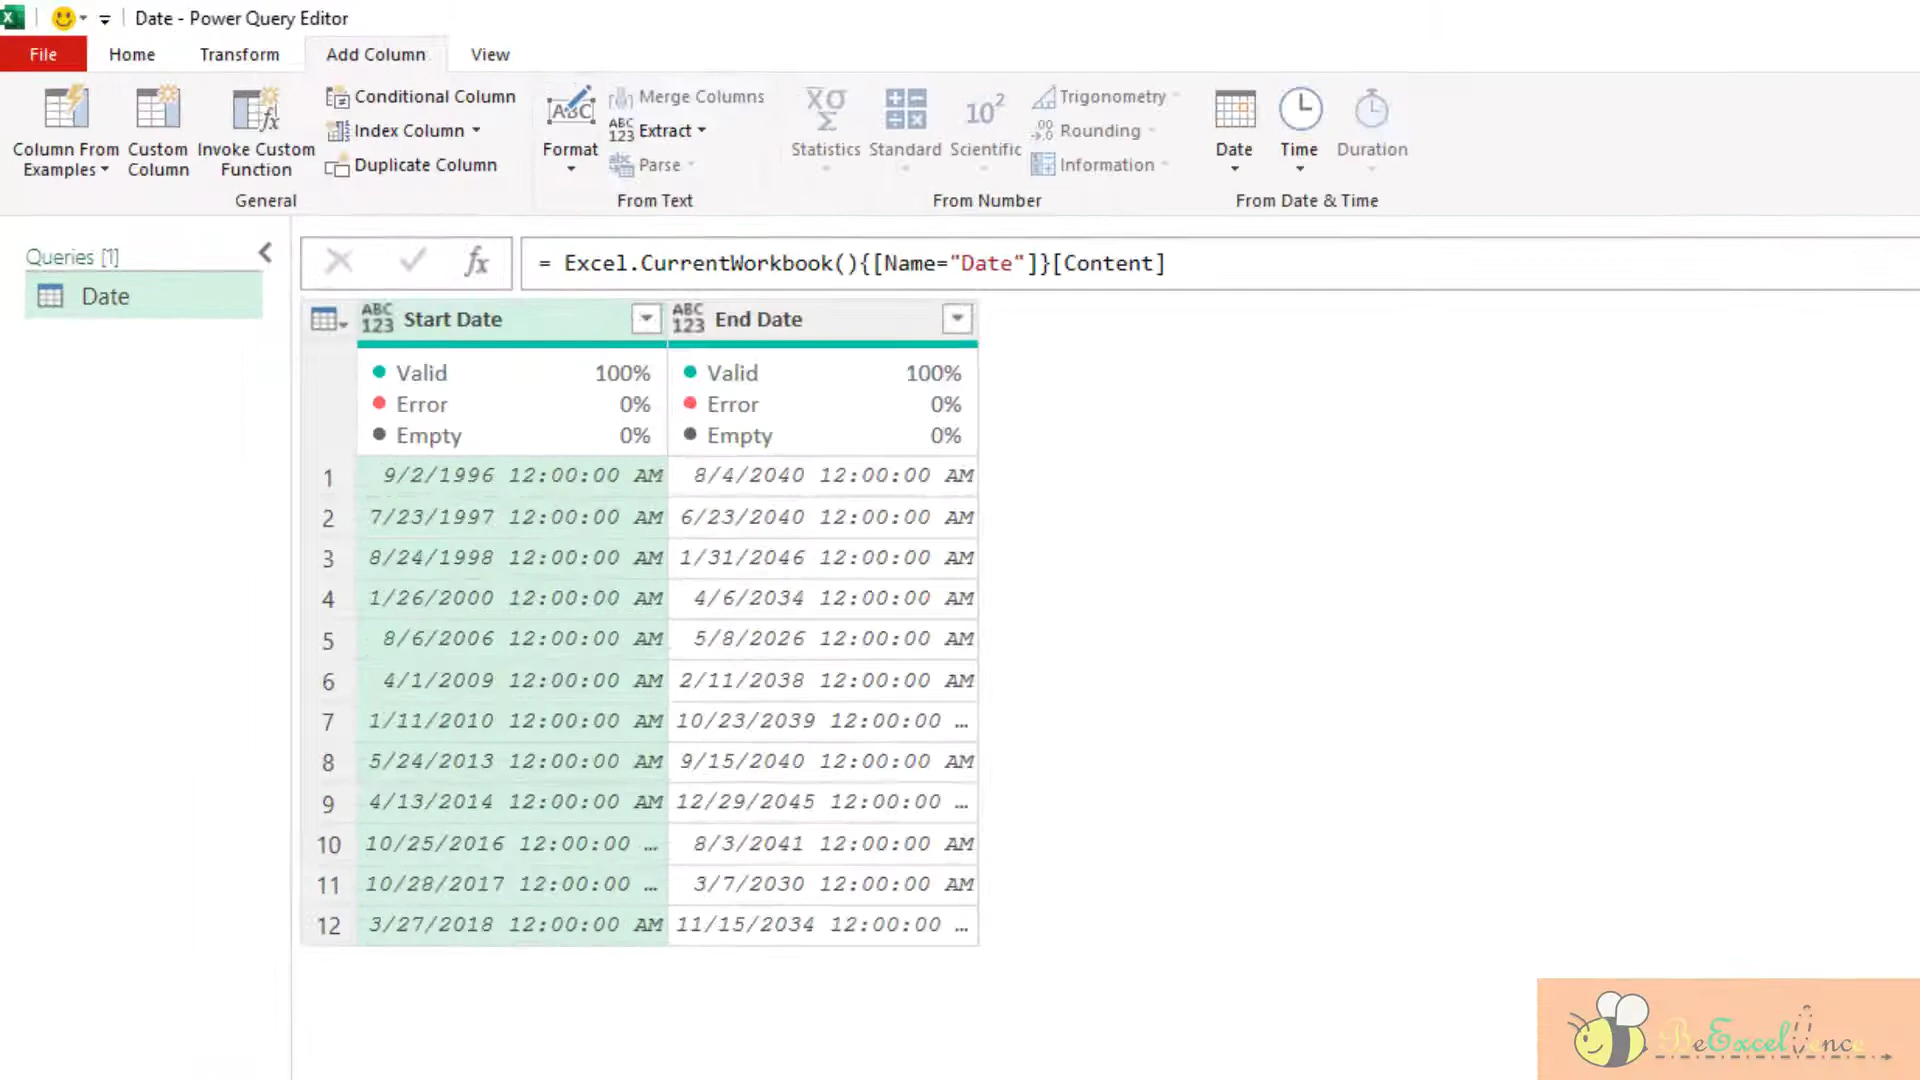 Date - Power Query Editor
File Home Transform Add Column View
Column From Examples
Custom Column
Invoke Custom Function
Conditional Column
Index Column
Duplicate Column
General
ABC
Format
Merge Columns
ABC 123 Extract
abc Parse
From Text
XO Σ
Statistics
Standard
10²
Scientific
Trigonometry
.00 Rounding
Information
From Number
Date
Time
Duration
From Date & Time
Queries [1]
Date
fx = Excel.CurrentWorkbook(){[Name="Date"]}[Content]
ABC 123 Start Date ABC 123 End Date
Valid 100% Valid 100%
Error 0% Error 0%
Empty 0% Empty 0%
1 9/2/1996 12:00:00 AM 8/4/2040 12:00:00 AM
2 7/23/1997 12:00:00 AM 6/23/2040 12:00:00 AM
3 8/24/1998 12:00:00 AM 1/31/2046 12:00:00 AM
4 1/26/2000 12:00:00 AM 4/6/2034 12:00:00 AM
5 8/6/2006 12:00:00 AM 5/8/2026 12:00:00 AM
6 4/1/2009 12:00:00 AM 2/11/2038 12:00:00 AM
7 1/11/2010 12:00:00 AM 10/23/2039 12:00:00 ...
8 5/24/2013 12:00:00 AM 9/15/2040 12:00:00 AM
9 4/13/2014 12:00:00 AM 12/29/2045 12:00:00 ...
10 10/25/2016 12:00:00 ... 8/3/2041 12:00:00 AM
11 10/28/2017 12:00:00 ... 3/7/2030 12:00:00 AM
12 3/27/2018 12:00:00 AM 11/15/2034 12:00:00 ...